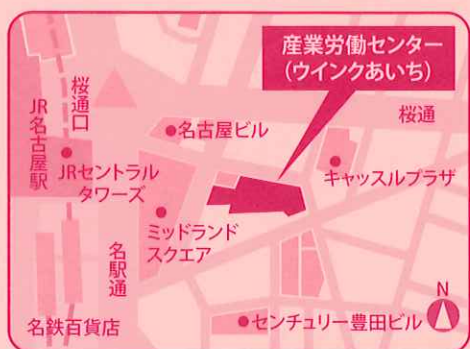 産業労働センター
(ウインクあいち)
桜通口
JR名古屋駅
桜通
名古屋ビル
JRセントラル
タワーズ
キャッスルプラザ
ミッドランド
スクエア
名駅通
名鉄百貨店
センチュリー豊田ビル
N